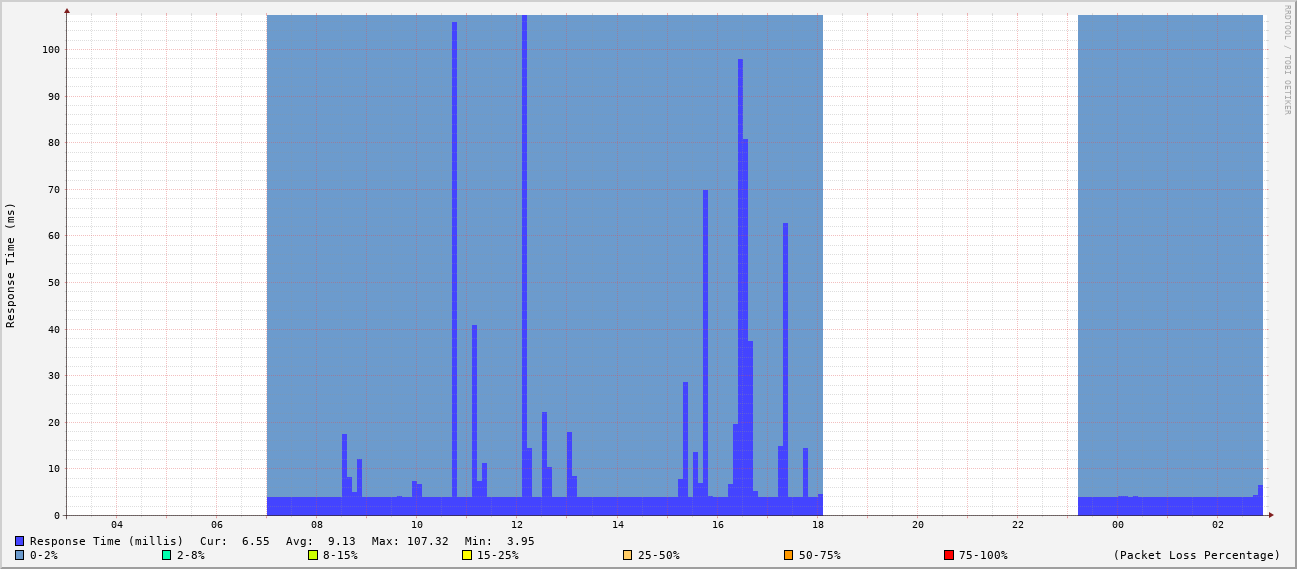 RRDTOOL / TOBI OETIKER
Response Time (ms)
100
90
80
70
60
50
40
30
20
10
0
04 06 08 10 12 14 16 18 20 22 00 02
Response Time (millis) Cur: 6.55 Avg: 9.13 Max: 107.32 Min: 3.95
0-2% 2-8% 8-15% 15-25% 25-50% 50-75% 75-100% (Packet Loss Percentage)